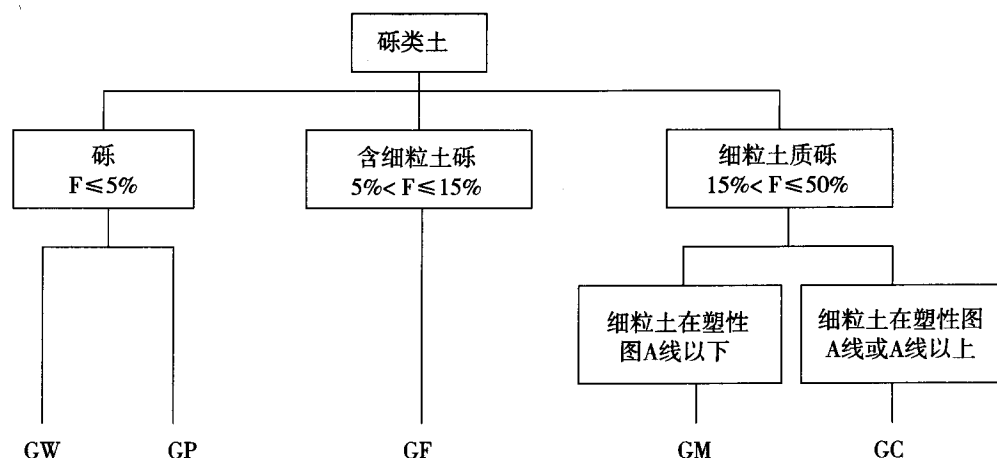 砾类土
砾
F≤5%
含细粒土砾
5%< F≤15%
细粒土质砾
15%< F≤50%
细粒土在塑性
图A线以下
细粒土在塑性图
A线或A线以上
GW
GP
GF
GM
GC